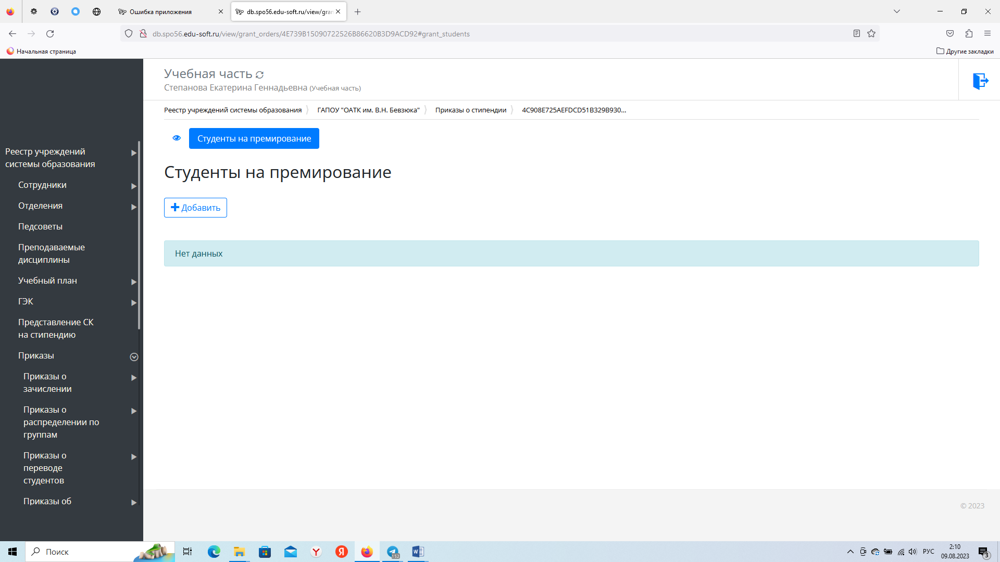 Ошибка приложения
db.spo56.edu-soft.ru/view/gran
db.spo56.edu-soft.ru/view/grant_orders/4E739B15090722526B86620B3D9ACD92#grant_students
Начальная страница
Другие закладки
Учебная часть
Степанова Екатерина Геннадьевна (Учебная часть)
Реестр учреждений системы образования
ГАПОУ "ОАТК им. В.Н. Бевзюка"
Приказы о стипендии
4C908E725AEFDCD51B329B930...
Студенты на премирование
Студенты на премирование
Добавить
Нет данных
Реестр учреждений
системы образования
Сотрудники
Отделения
Педсоветы
Преподаваемые
дисциплины
Учебный план
ГЭК
Представление СК
на стипендию
Приказы
Приказы о
зачислении
Приказы о
распределении по
группам
Приказы о
переводе
студентов
Приказы об
© 2023
Поиск
152
РУС
2:10
09.08.2023
3